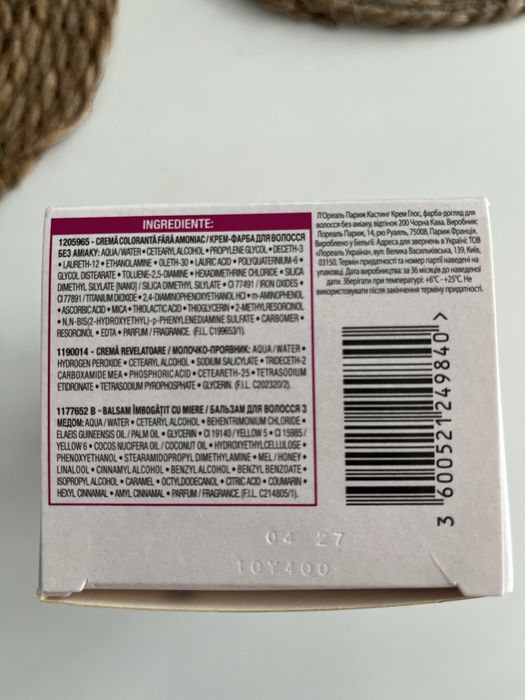 INGREDIENTE:
1205965 - CREMĂ COLORANTĂ FĂRĂ AMONIAC / КРЕМ-ФАРБА ДЛЯ ВОЛОССЯ
БЕЗ АМІАКУ: AQUA / WATER • CETEARYL ALCOHOL • PROPYLENE GLYCOL • DECETH-3
• LAURETH-12 • ETHANOLAMINE • OLETH-30 • LAURIC ACID • POLYQUATERNIUM-6
GLYCOL DISTEARATE • TOLUENE-2,5-DIAMINE • HEXADIMETHRINE CHLORIDE • SILICA
DIMETHYL SILYLATE [NANO] / SILICA DIMETHYL SILYLATE • CI 77491 / IRON OXIDES •
CI 77891 / TITANIUM DIOXIDE • 2,4-DIAMINOPHENOXYETHANOL HCl • m-AMINOPHENOL
• ASCORBIC ACID • MICA • THIOLACTIC ACID • THIOGLYCERIN • 2-METHYLRESORCINOL
• N,N-BIS(2-HYDROXYETHYL)-p-PHENYLENEDIAMINE SULFATE • CARBOMER •
RESORCINOL • EDTA • PARFUM / FRAGRANCE. (F.I.L. C199653/1).
1190014 - CREMĂ REVELATOARE / МОЛОЧКО-ПРОЯВНИК: AQUA / WATER •
HYDROGEN PEROXIDE • CETEARYL ALCOHOL • SODIUM SALICYLATE • TRIDECETH-2
CARBOXAMIDE MEA • PHOSPHORIC ACID • CETEARETH-25 • TETRASODIUM
ETIDRONATE • TETRASODIUM PYROPHOSPHATE • GLYCERIN. (F.I.L. C202320/2).
1177652 B - BALSAM ÎMBOGĂȚIT CU MIERE / БАЛЬЗАМ ДЛЯ ВОЛОССЯ З
МЕДОМ: AQUA / WATER • CETEARYL ALCOHOL • BEHENTRIMONIUM CHLORIDE •
ELAEIS GUINEENSIS OIL / PALM OIL • GLYCERIN • CI 19140 / YELLOW 5 • CI 15985 /
YELLOW 6 • COCOS NUCIFERA OIL / COCONUT OIL • HYDROXYETHYLCELLULOSE •
PHENOXYETHANOL • STEARAMIDOPROPYL DIMETHYLAMINE • MEL / HONEY •
LINALOOL • CINNAMYL ALCOHOL • BENZYL ALCOHOL • BENZYL BENZOATE •
ISOPROPYL ALCOHOL • CARAMEL • OCTYLDODECANOL • CITRIC ACID • COUMARIN •
HEXYL CINNAMAL • AMYL CINNAMAL • PARFUM / FRAGRANCE. (F.I.L. C214805/1).
Л'Ореаль Париж Кастинг Крем Глос, фарба-догляд для
волосся без аміаку, відтінок 200 Чорна Кава. Виробник:
Лореаль Париж, 14, рю Руаяль, 75008, Париж Франція.
Вироблено у Бельгії. Адреса для звернень в Україні: ТОВ
«Лореаль Україна», вул. Велика Васильківська, 139, Київ,
03150. Термін придатності та номер партії наведені на
упаковці. Дата виробництва: за 36 місяців до наведеної
дати. Зберігати при температурі: +6°C - +25°C. Не
використовувати після закінчення терміну придатності.
3 600521 249840 >
04 27
10Y400